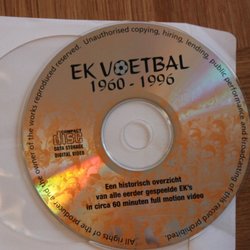 All rights of the producer and of the owner of the works reproduced reserved. Unauthorised copying, hiring, lending, public performance and broadcasting of this record prohibited.
EK VOETBAL
1960 - 1996
COMPACT
disc
DATA STORAGE
DIGITAL VIDEO
Een historisch overzicht
van alle eerder gespeelde EK's
in circa 60 minuten full motion video